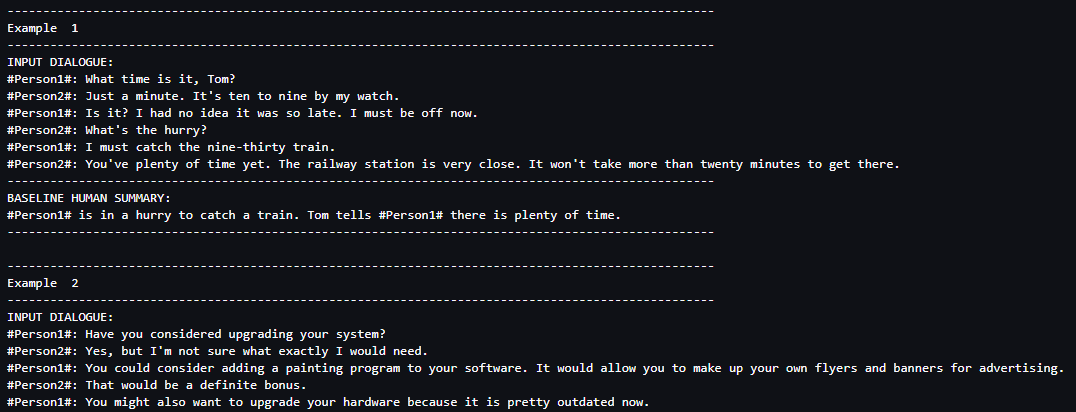 ---------------------------------------------------------------------------------------------------
Example  1
---------------------------------------------------------------------------------------------------
INPUT DIALOGUE:
#Person1#: What time is it, Tom?
#Person2#: Just a minute. It's ten to nine by my watch.
#Person1#: Is it? I had no idea it was so late. I must be off now.
#Person2#: What's the hurry?
#Person1#: I must catch the nine-thirty train.
#Person2#: You've plenty of time yet. The railway station is very close. It won't take more than twenty minutes to get there.
---------------------------------------------------------------------------------------------------
BASELINE HUMAN SUMMARY:
#Person1# is in a hurry to catch a train. Tom tells #Person1# there is plenty of time.
---------------------------------------------------------------------------------------------------
---------------------------------------------------------------------------------------------------
Example  2
---------------------------------------------------------------------------------------------------
INPUT DIALOGUE:
#Person1#: Have you considered upgrading your system?
#Person2#: Yes, but I'm not sure what exactly I would need.
#Person1#: You could consider adding a painting program to your software. It would allow you to make up your own flyers and banners for advertising.
#Person2#: That would be a definite bonus.
#Person1#: You might also want to upgrade your hardware because it is pretty outdated now.